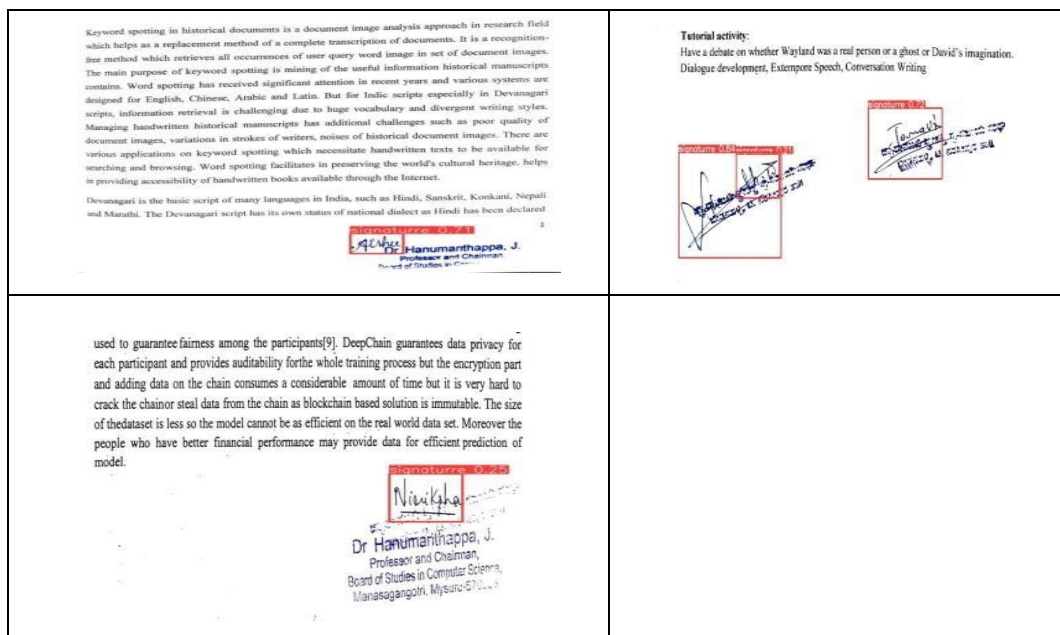 Keyword spotting in historical documents is a document image analysis approach in research field
which helps as a replacement method of a complete transcription of documents. It is a recognition-
free method which retrieves all occurrences of user query word image in set of document images.
The main purpose of keyword spotting is mining of the useful information historical manuscripts
contains. Word spotting has received significant attention in recent years and various systems are
designed for English, Chinese, Arabic and Latin. But for Indic scripts especially in Devanagari
scripts, information retrieval is challenging due to huge vocabulary and divergent writing styles.
Managing handwritten historical manuscripts has additional challenges such as poor quality of
document images, variations in strokes of writers, noises of historical document images. There are
various applications on keyword spotting which necessitate handwritten texts to be available for
searching and browsing. Word spotting facilitates in preserving the world's cultural heritage, helps
in providing accessibility of handwritten books available through the Internet.
Devanagari is the basic script of many languages in India, such as Hindi, Sanskrit, Konkani, Nepali
and Marathi. The Devanagari script has its own status of national dialect as Hindi has been declared
1
signaturre 0.71
Dr Hanumanthappa, J.
Professor and Chairman,
Board of Studies in
Tutorial activity:
Have a debate on whether Wayland was a real person or a ghost or David's imagination.
Dialogue development, Extempore Speech, Conversation Writing
signaturre 0.72
signaturre 0.84
signaturre 0.21
used to guarantee fairness among the participants[9]. DeepChain guarantees data privacy for
each participant and provides auditability forthe whole training process but the encryption part
and adding data on the chain consumes a considerable amount of time but it is very hard to
crack the chainor steal data from the chain as blockchain based solution is immutable. The size
of thedataset is less so the model cannot be as efficient on the real world data set. Moreover the
people who have better financial performance may provide data for efficient prediction of
model.
signaturre 0.25
Niriksha
Dr Hanumanthappa, J.
Professor and Chairman,
Board of Studies in Computer Science,
Manasagangotri, Mysuru-